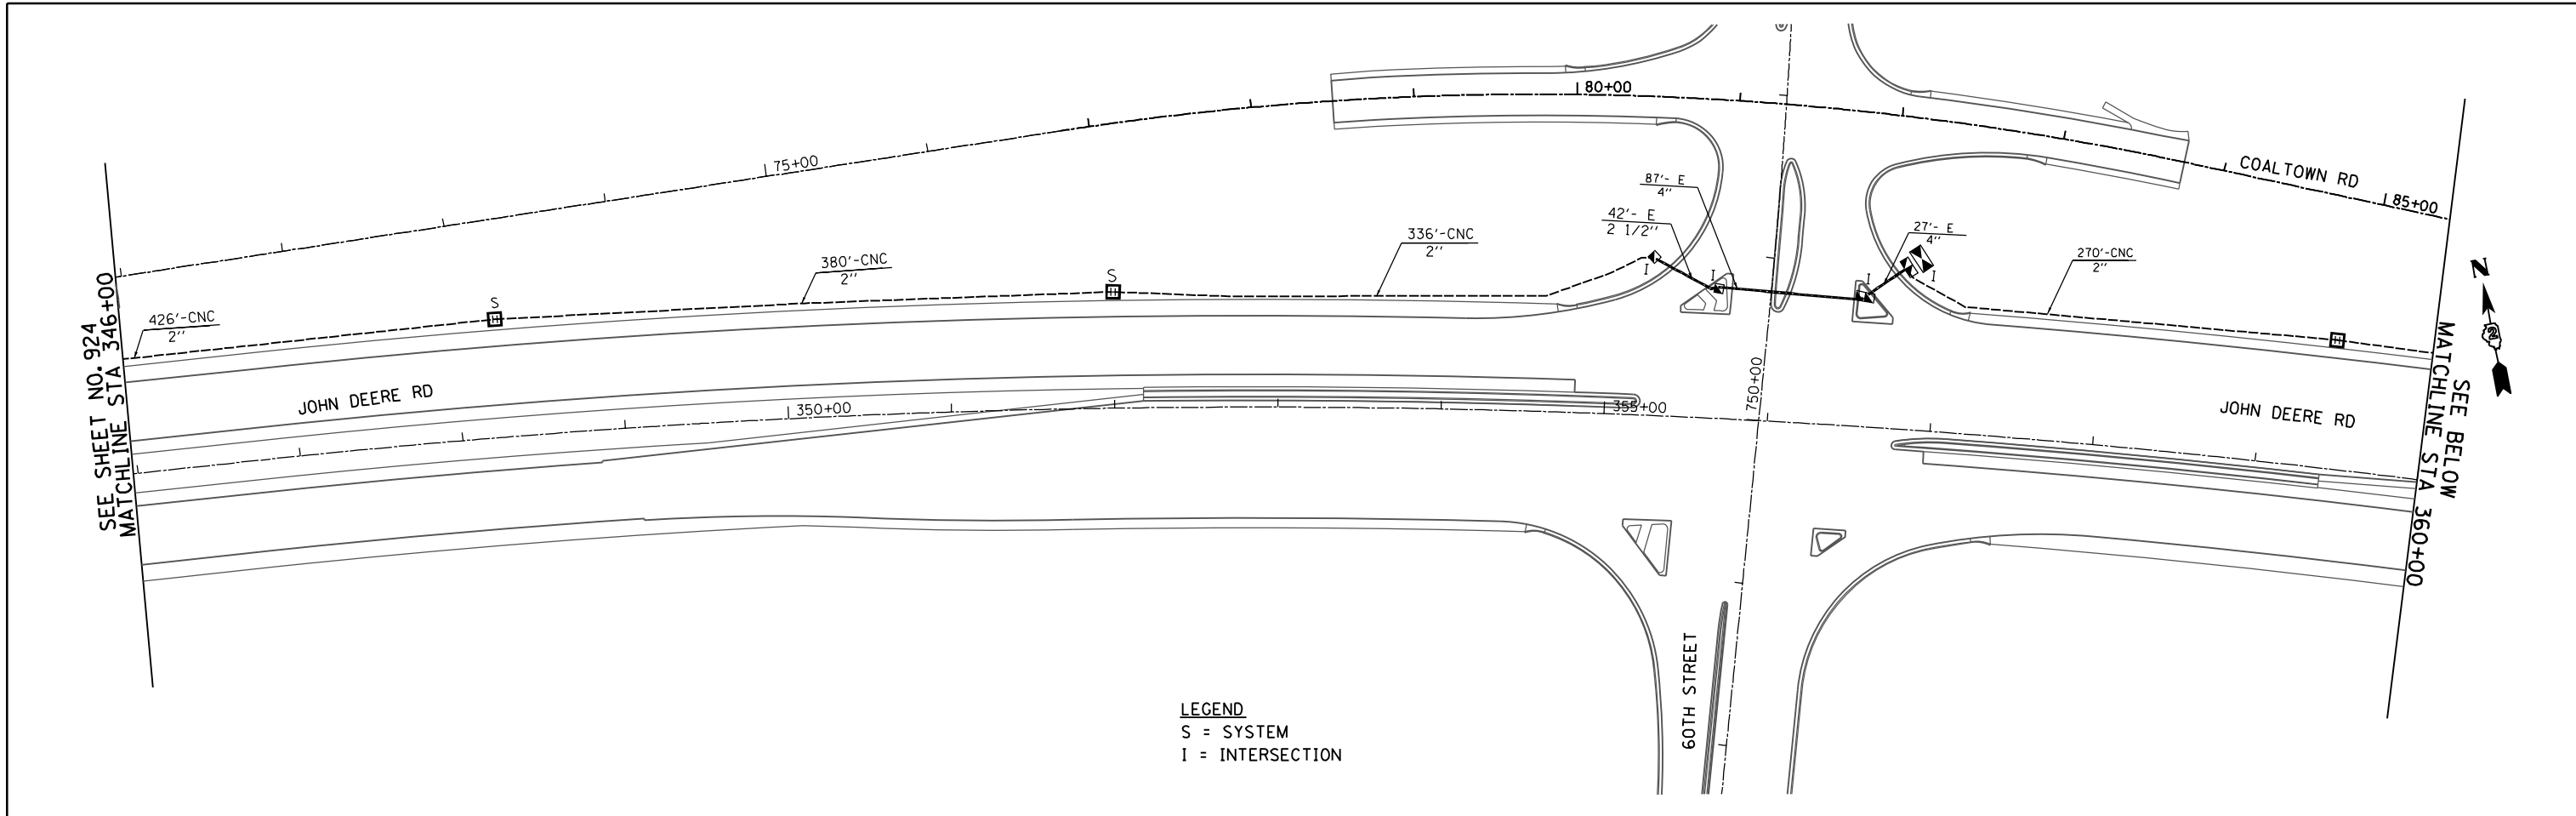 80+00
75+00
COALTOWN RD
85+00
87'- E
4"
42'- E
2 1/2"
27'- E
4"
336'-CNC
2"
270'-CNC
2"
380'-CNC
2"
426'-CNC
2"
S
S
I
I
I
I
N
2
SEE SHEET NO. 924
MATCHLINE STA 346+00
JOHN DEERE RD
350+00
355+00
750+00
JOHN DEERE RD
SEE BELOW
MATCHLINE STA 360+00
60TH STREET
LEGEND
S = SYSTEM
I = INTERSECTION